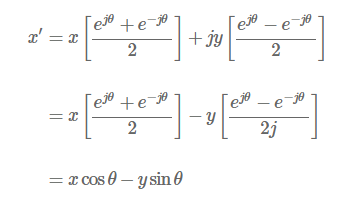 x′ = x [ (e^{jθ} + e^{−jθ}) / 2 ] + jy [ (e^{jθ} − e^{−jθ}) / 2 ]
= x [ (e^{jθ} + e^{−jθ}) / 2 ] − y [ (e^{jθ} − e^{−jθ}) / 2j ]
= x cos θ − y sin θ